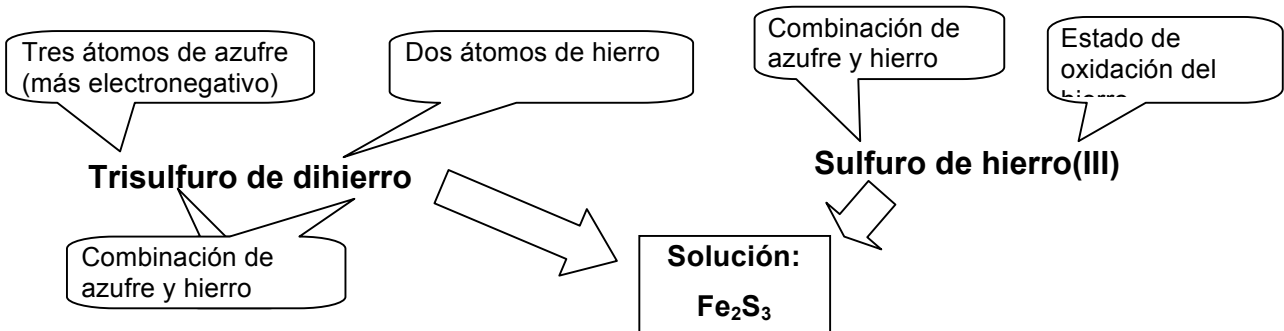 Tres átomos de azufre
(más electronegativo)
Dos átomos de hierro
Combinación de
azufre y hierro
Estado de
oxidación del
Trisulfuro de dihierro
Sulfuro de hierro(III)
Combinación de
azufre y hierro
Solución:
Fe₂S₃